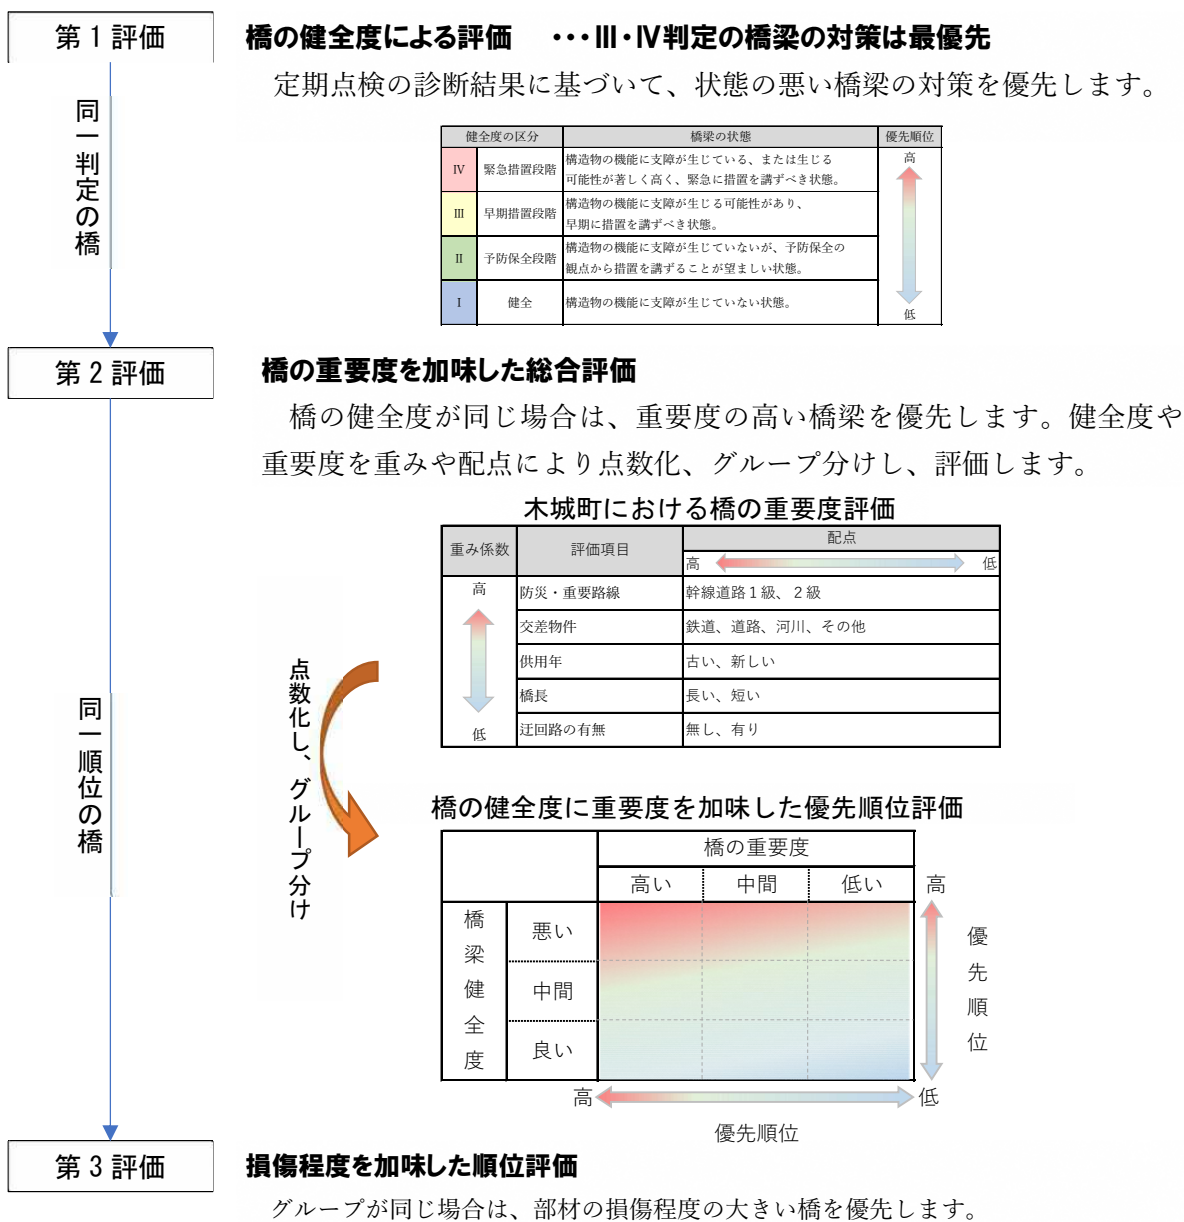 第１評価
橋の健全度による評価　・・・Ⅲ・Ⅳ判定の橋梁の対策は最優先
定期点検の診断結果に基づいて、状態の悪い橋梁の対策を優先します。
同一判定の橋
健全度の区分　橋梁の状態　優先順位
Ⅳ　緊急措置段階　構造物の機能に支障が生じている、または生じる
可能性が著しく高く、緊急に措置を講ずべき状態。
高
Ⅲ　早期措置段階　構造物の機能に支障が生じる可能性があり、
早期に措置を講ずべき状態。
Ⅱ　予防保全段階　構造物の機能に支障が生じていないが、予防保全の
観点から措置を講ずることが望ましい状態。
Ⅰ　健全　構造物の機能に支障が生じていない状態。
低
第２評価
橋の重要度を加味した総合評価
橋の健全度が同じ場合は、重要度の高い橋梁を優先します。健全度や
重要度を重みや配点により点数化、グループ分けし、評価します。
同一順位の橋
木城町における橋の重要度評価
重み係数　評価項目　配点
高　低
高　防災・重要路線　幹線道路１級、２級
交差物件　鉄道、道路、河川、その他
供用年　古い、新しい
橋長　長い、短い
低　迂回路の有無　無し、有り
点数化し、グループ分け
橋の健全度に重要度を加味した優先順位評価
橋の重要度
高い　中間　低い　高
橋梁健全度
悪い
中間
良い
優先順位
高　低
優先順位
第３評価
損傷程度を加味した順位評価
グループが同じ場合は、部材の損傷程度の大きい橋を優先します。